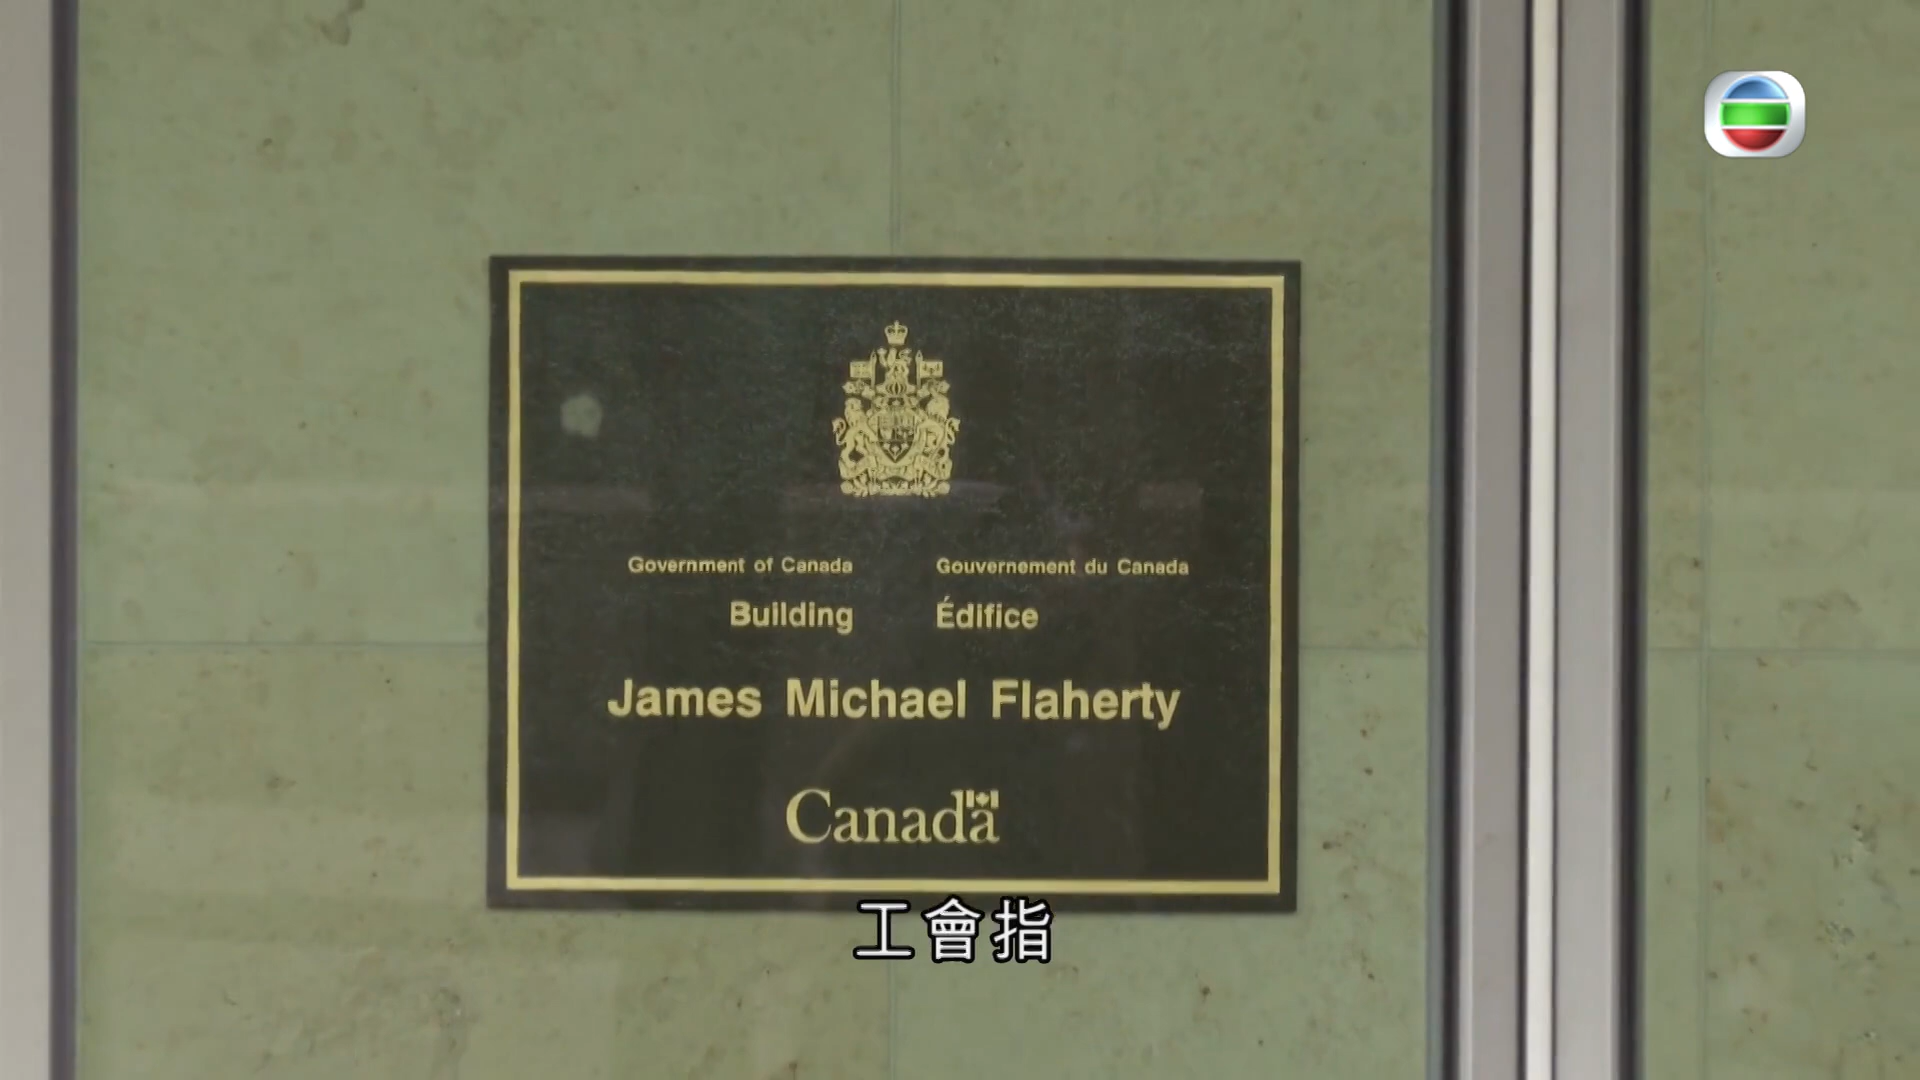 Government of Canada Gouvernement du Canada
Building Édifice
James Michael Flaherty
Canada
工會指